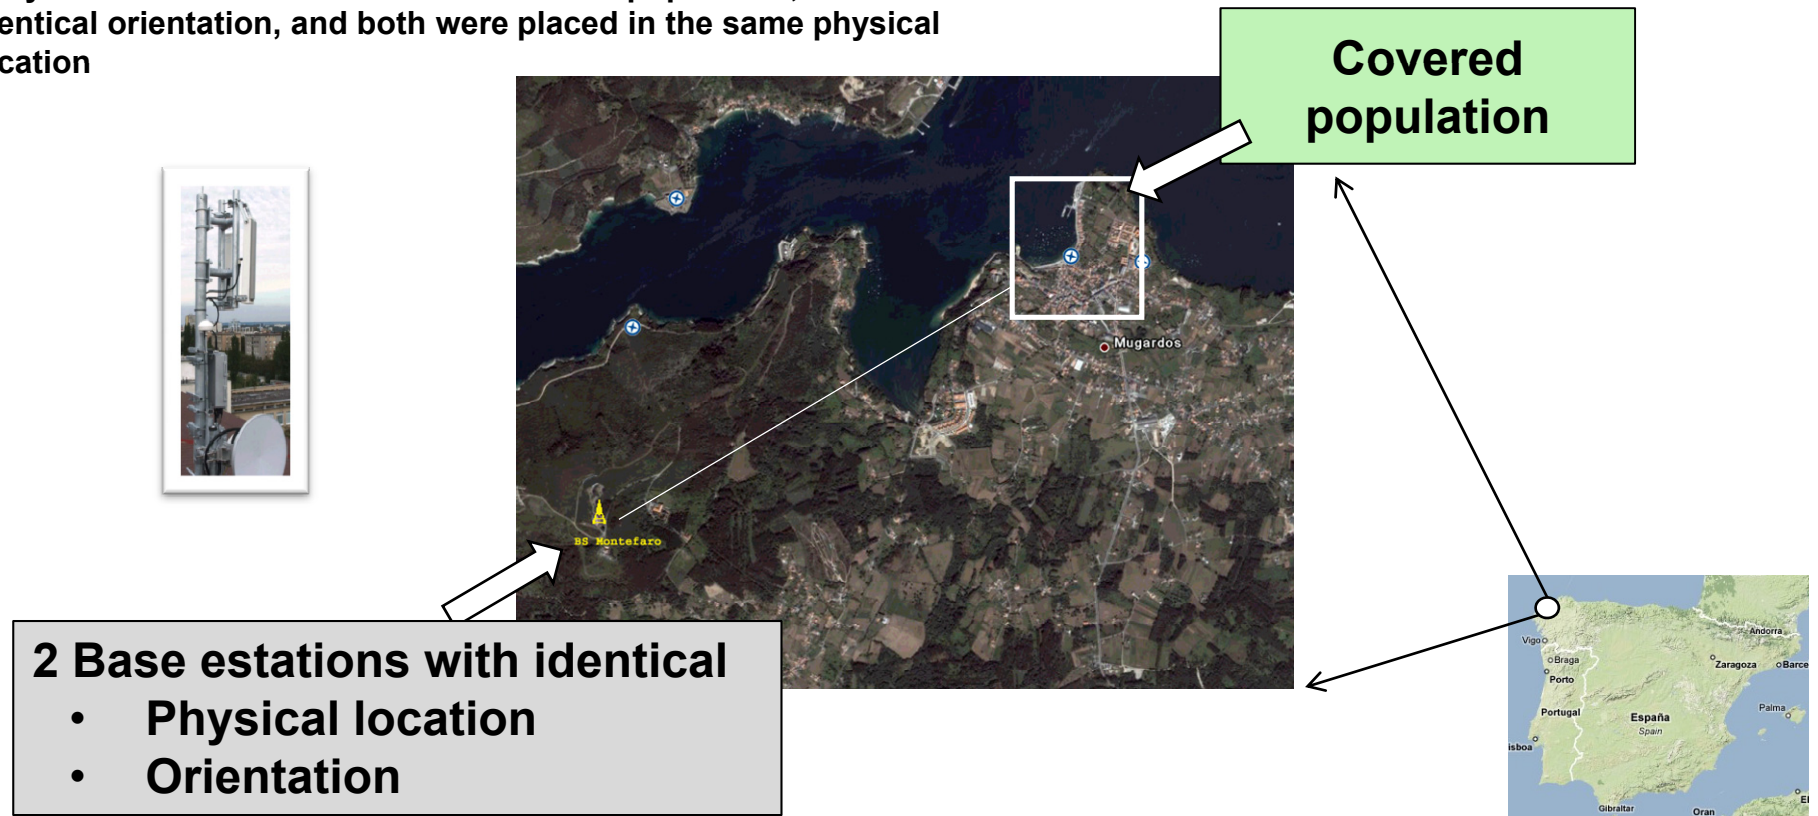 entical orientation, and both were placed in the same physical
cation
Covered
population
Mugardos
BS Montefaro
2 Base estations with identical
• Physical location
• Orientation
Vigo
Andorra
Braga
Zaragoza
Barce
Porto
Portugal
España
Spain
Palma
isboa
Gibraltar
Oran
El